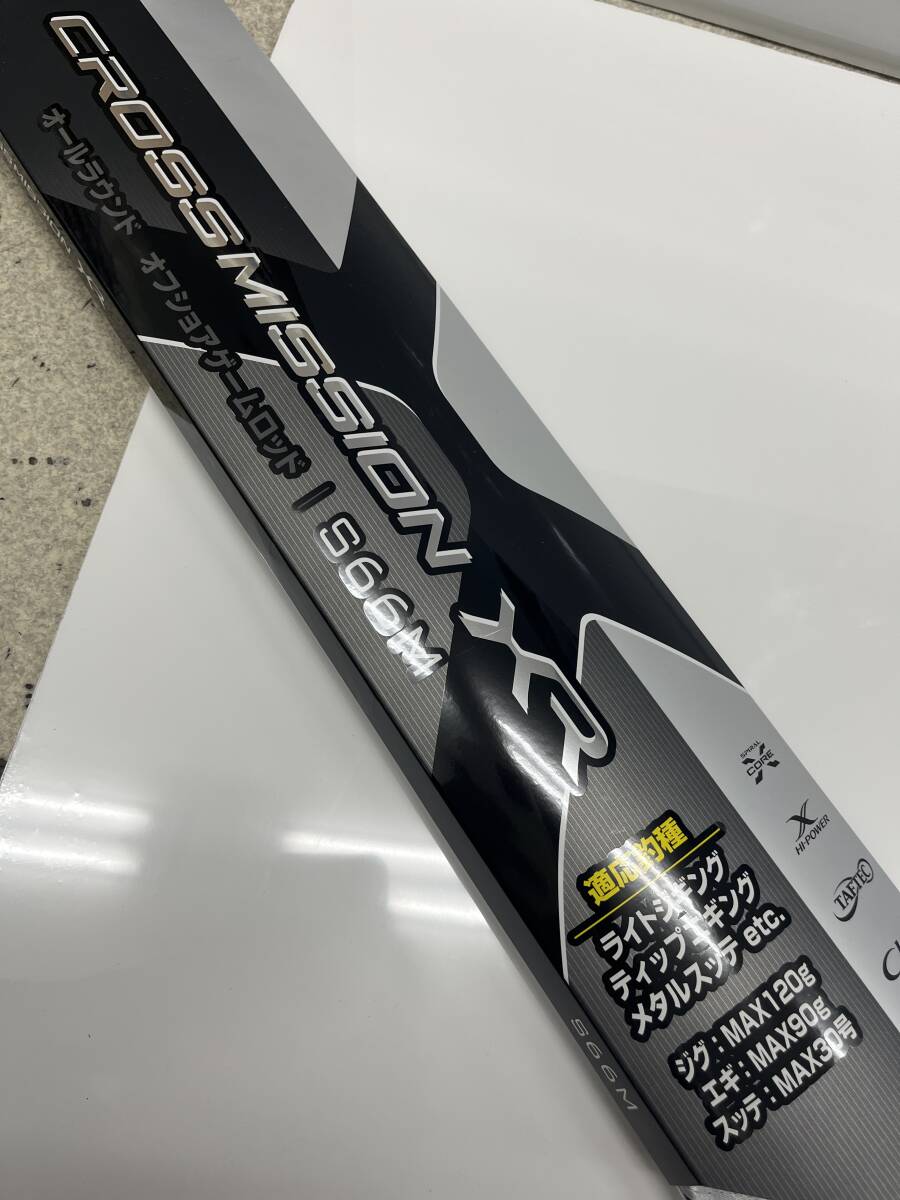 CROSS MISSION XR
オールラウンド オフショアゲームロッド | S66M
適応釣種
ライトジギング
ティップエギング
メタルスッテ etc.
ジグ：MAX120g
エギ：MAX90g
スッテ：MAX30号
SPIRAL
X
CORE
X
HI-POWER
TAFTEC
S66M